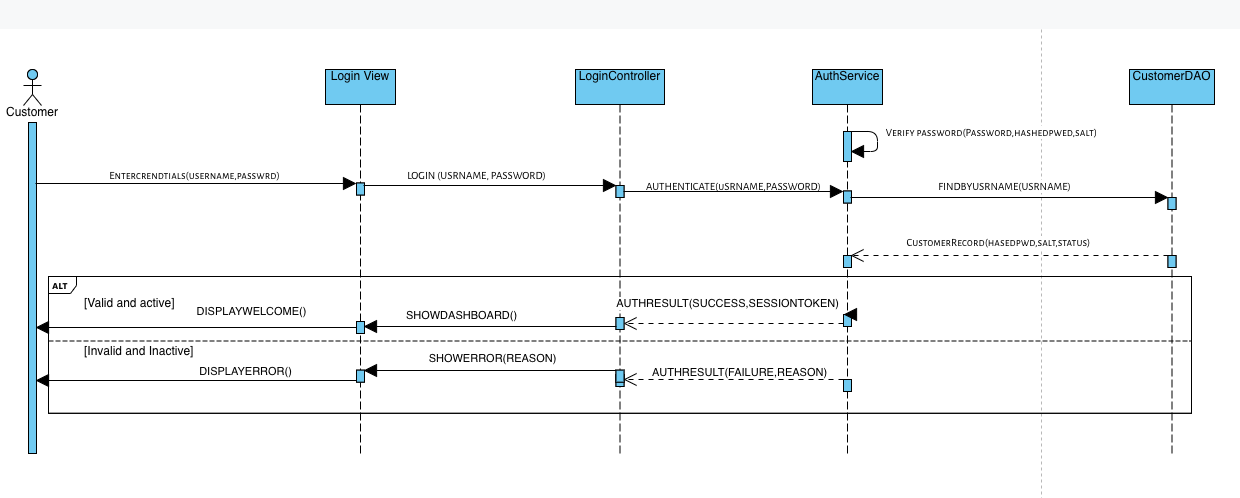 Customer
Login View
LoginController
AuthService
CustomerDAO
Verify password(Password,hashedpwed,salt)
Entercrendtials(username,passwrd)
login (usrname, password)
authenticate(usrname,password)
findbyusrname(usrname)
CustomerRecord(hasedpwd,salt,status)
ALT
[Valid and active]
AUTHRESULT(SUCCESS,SESSIONTOKEN)
SHOWDASHBOARD()
DISPLAYWELCOME()
[Invalid and Inactive]
AUTHRESULT(FAILURE,REASON)
SHOWERROR(REASON)
DISPLAYERROR()